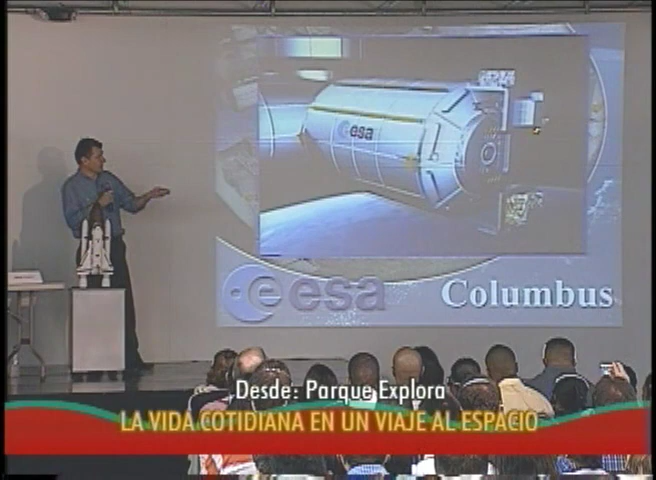 esa
esa
Columbus
Desde: Parque Explora
LA VIDA COTIDIANA EN UN VIAJE AL ESPACIO